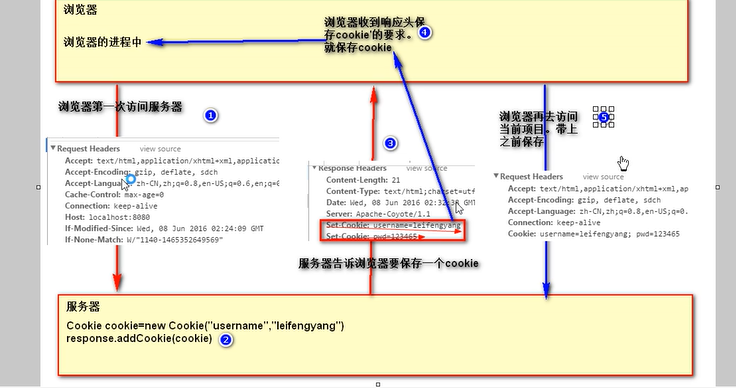 浏览器
浏览器的进程中
浏览器收到响应头保
存cookie'的要求。
就保存cookie
4
浏览器第一次访问服务器
1
3
浏览器再去访问
当前项目。带上
之前保存
5
Request Headers view source
Accept: text/html,application/xhtml+xml,application
Accept-Encoding: gzip, deflate, sdch
Accept-Language: zh-CN,zh;q=0.8,en-US;q=0.6,en;q=
Cache-Control: max-age=0
Connection: keep-alive
Host: localhost:8080
If-Modified-Since: Wed, 08 Jun 2016 02:24:09 GMT
If-None-Match: W/"1140-1465352649569"
Response Headers view source
Content-Length: 21
Content-Type: text/html;charset=utf
Date: Wed, 08 Jun 2016 02:32:39 GMT
Server: Apache-Coyote/1.1
Set-Cookie: username=leifengyang
Set-Cookie: pwd=123465
Request Headers view source
Accept: text/html,application/xhtml+xml,ap
Accept-Encoding: gzip, deflate, sdch
Accept-Language: zh-CN,zh;q=0.8,en-US;q=0.
Connection: keep-alive
Cookie: username=leifengyang; pwd=123465
服务器告诉浏览器要保存一个cookie
服务器
Cookie cookie=new Cookie("username","leifengyang")
response.addCookie(cookie)
2